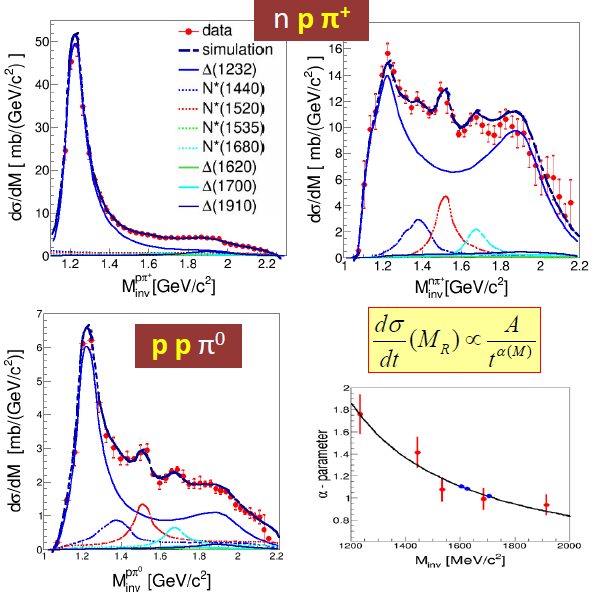 n p π⁺
dσ/dM [ mb/(GeV/c²) ]
50
40
30
20
10
0
data
simulation
Δ(1232)
N*(1440)
N*(1520)
N*(1535)
N*(1680)
Δ(1620)
Δ(1700)
Δ(1910)
1.2 1.4 1.6 1.8 2 2.2
M_inv^pπ⁺ [GeV/c²]
dσ/dM [ mb/(GeV/c²) ]
16
14
12
10
8
6
4
2
0
1 1.2 1.4 1.6 1.8 2 2.2
M_inv^nπ⁺ [GeV/c²]
p p π⁰
dσ/dM [mb/(GeV/c²) ]
7
6
5
4
3
2
1
0
1.2 1.4 1.6 1.8 2 2.2
M_inv^pπ⁰ [GeV/c²]
dσ/dt (M_R) ∝ A/t^α(M)
α - parameter
2
1.8
1.6
1.4
1.2
1
0.8
1200 1400 1600 1800 2000
M_inv [MeV/c²]